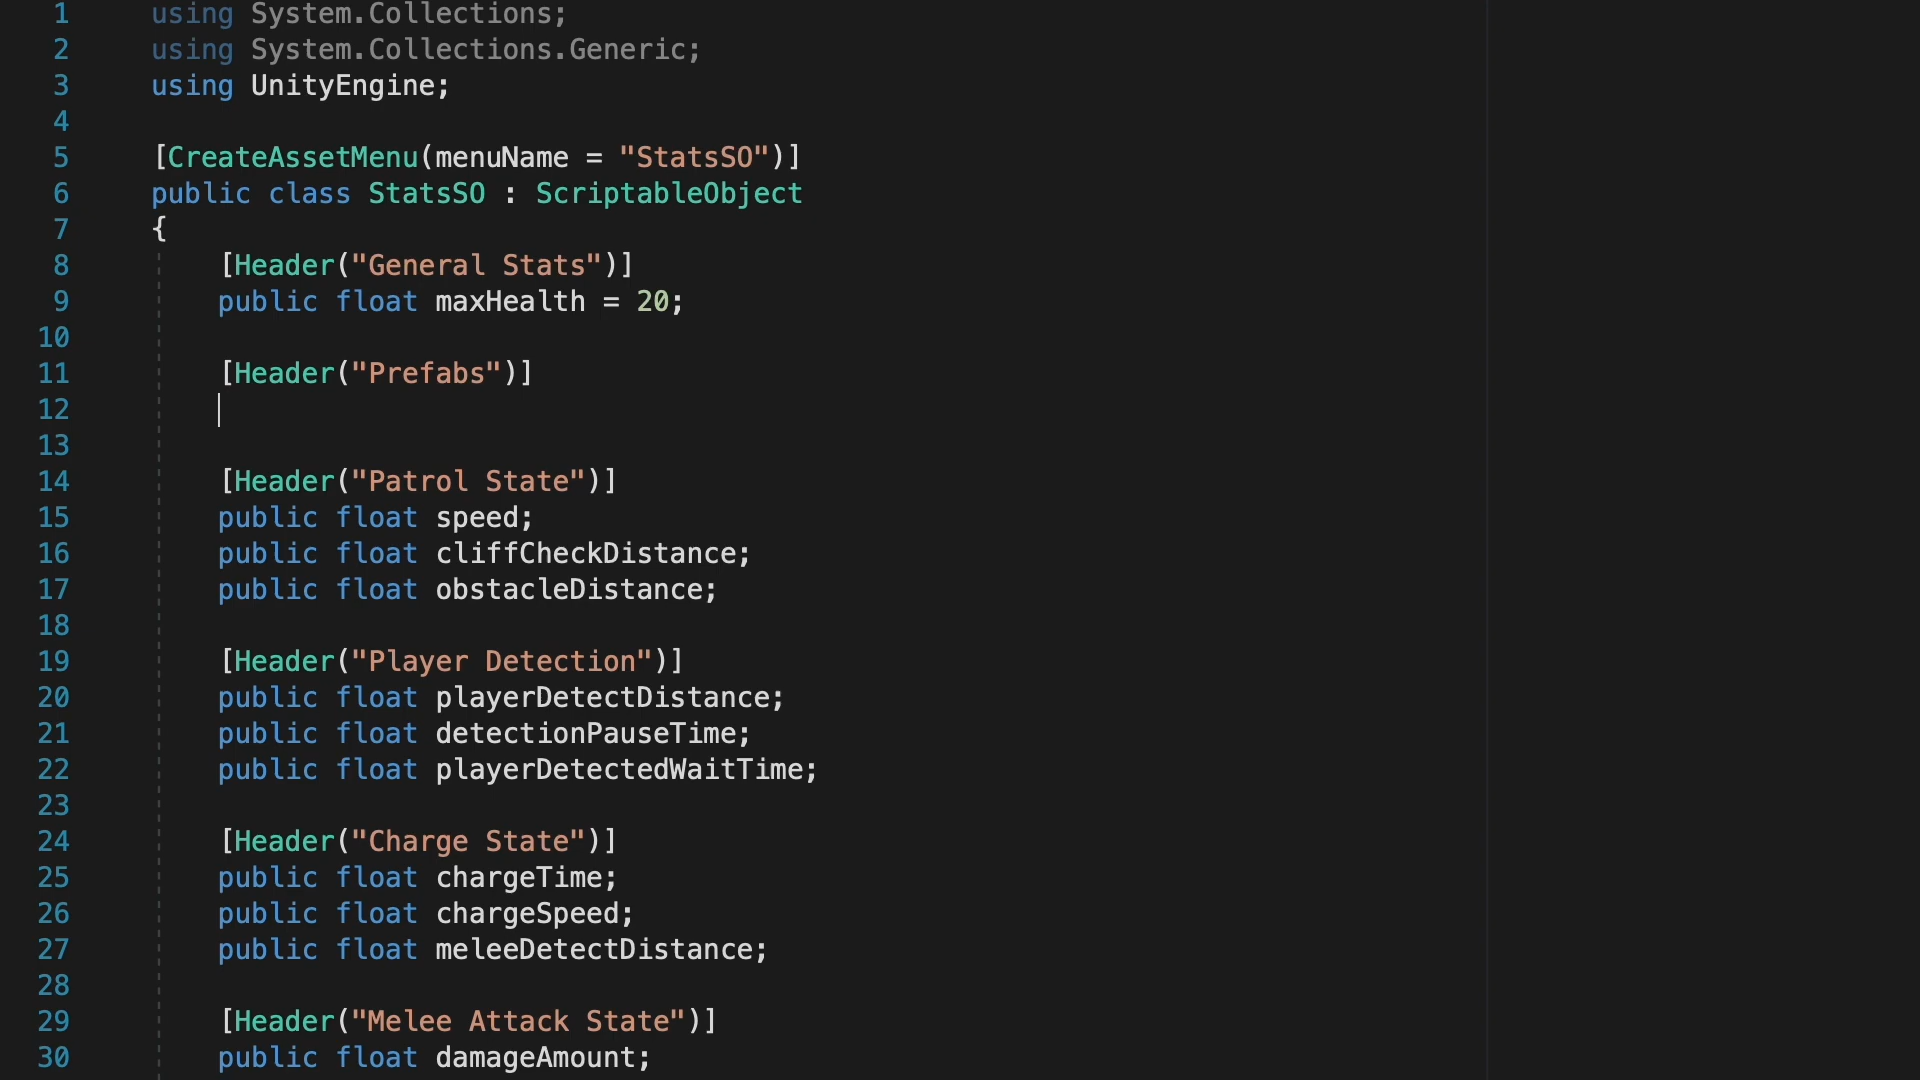 1 using System.Collections;
2 using System.Collections.Generic;
3 using UnityEngine;
4
5 [CreateAssetMenu(menuName = "StatsSO")]
6 public class StatsSO : ScriptableObject
7 {
8 [Header("General Stats")]
9 public float maxHealth = 20;
10
11 [Header("Prefabs")]
12
13
14 [Header("Patrol State")]
15 public float speed;
16 public float cliffCheckDistance;
17 public float obstacleDistance;
18
19 [Header("Player Detection")]
20 public float playerDetectDistance;
21 public float detectionPauseTime;
22 public float playerDetectedWaitTime;
23
24 [Header("Charge State")]
25 public float chargeTime;
26 public float chargeSpeed;
27 public float meleeDetectDistance;
28
29 [Header("Melee Attack State")]
30 public float damageAmount;